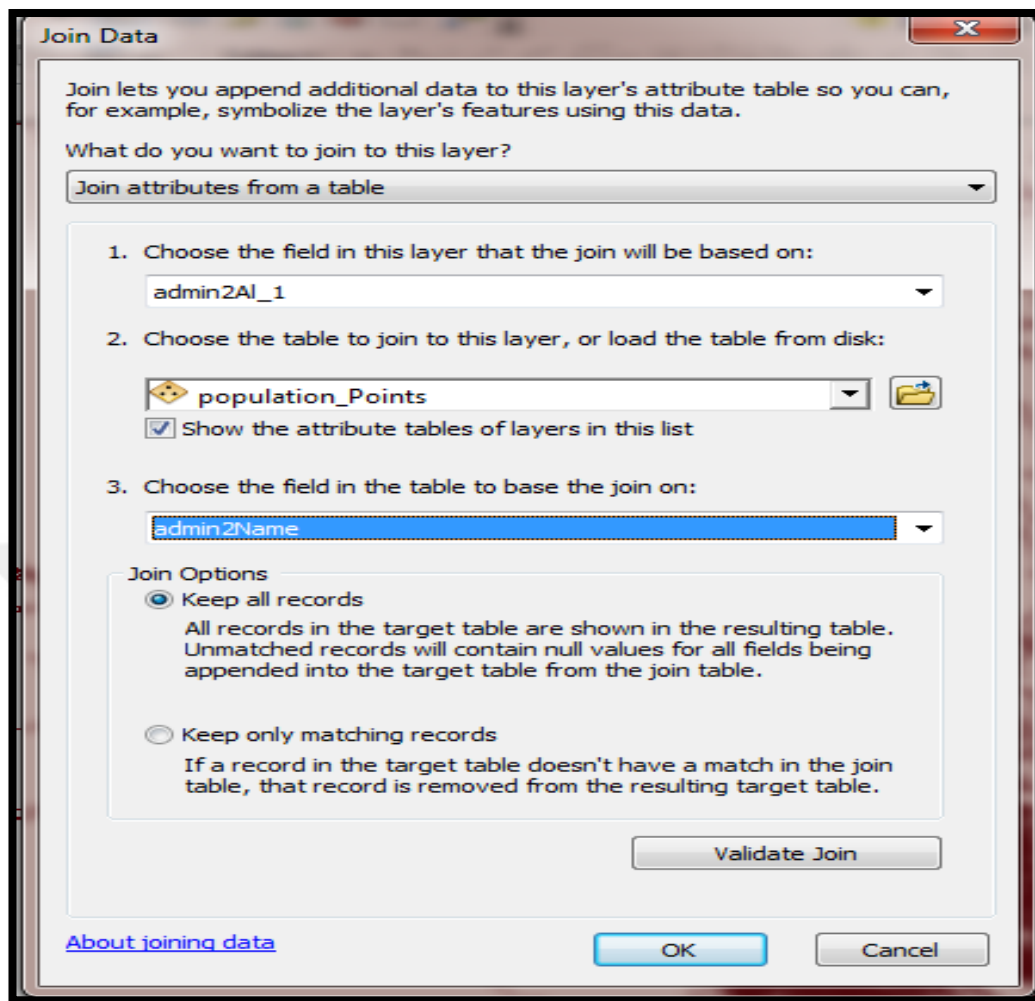 Join Data
Join lets you append additional data to this layer's attribute table so you can,
for example, symbolize the layer's features using this data.
What do you want to join to this layer?
Join attributes from a table
1. Choose the field in this layer that the join will be based on:
admin2Al_1
2. Choose the table to join to this layer, or load the table from disk:
population_Points
Show the attribute tables of layers in this list
3. Choose the field in the table to base the join on:
admin2Name
Join Options
Keep all records
All records in the target table are shown in the resulting table.
Unmatched records will contain null values for all fields being
appended into the target table from the join table.
Keep only matching records
If a record in the target table doesn't have a match in the join
table, that record is removed from the resulting target table.
Validate Join
About joining data
OK
Cancel